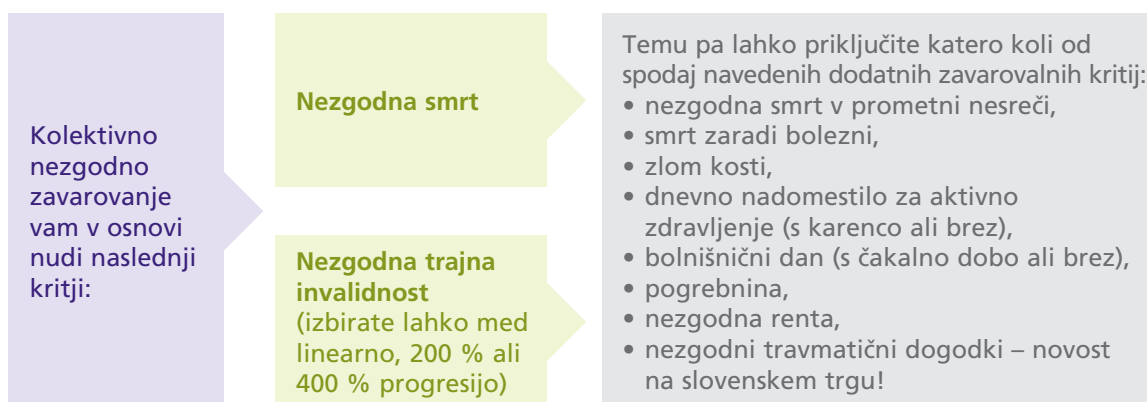 Kolektivno
nezgodno
zavarovanje
vam v osnovi
nudi naslednji
kritji:
Nezgodna smrt
Nezgodna trajna
invalidnost
(izbirate lahko med
linearno, 200 % ali
400 % progresijo)
Temu pa lahko priključite katero koli od
spodaj navedenih dodatnih zavarovalnih kritij:
• nezgodna smrt v prometni nesreči,
• smrt zaradi bolezni,
• zlom kosti,
• dnevno nadomestilo za aktivno
zdravljenje (s karenco ali brez),
• bolnišnični dan (s čakalno dobo ali brez),
• pogrebnina,
• nezgodna renta,
• nezgodni travmatični dogodki – novost
na slovenskem trgu!